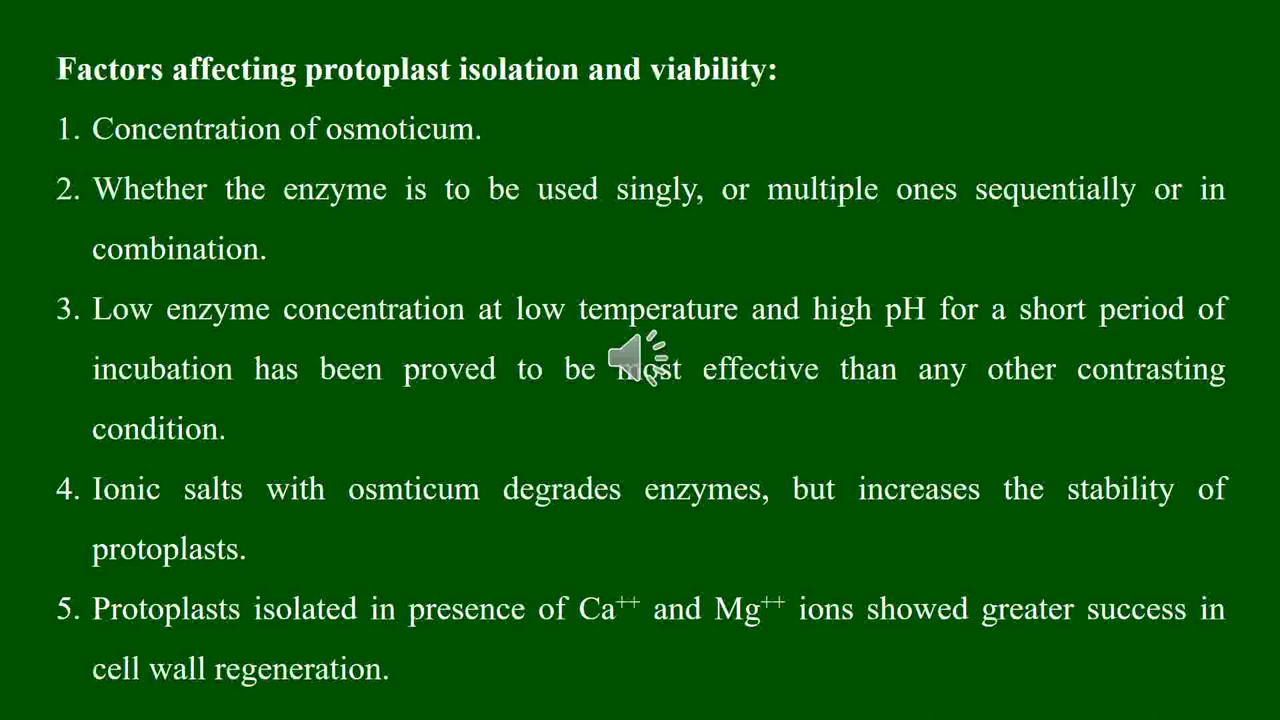 Factors affecting protoplast isolation and viability:
1. Concentration of osmoticum.
2. Whether the enzyme is to be used singly, or multiple ones sequentially or in
combination.
3. Low enzyme concentration at low temperature and high pH for a short period of
incubation has been proved to be most effective than any other contrasting
condition.
4. Ionic salts with osmticum degrades enzymes, but increases the stability of
protoplasts.
5. Protoplasts isolated in presence of Ca⁺⁺ and Mg⁺⁺ ions showed greater success in
cell wall regeneration.